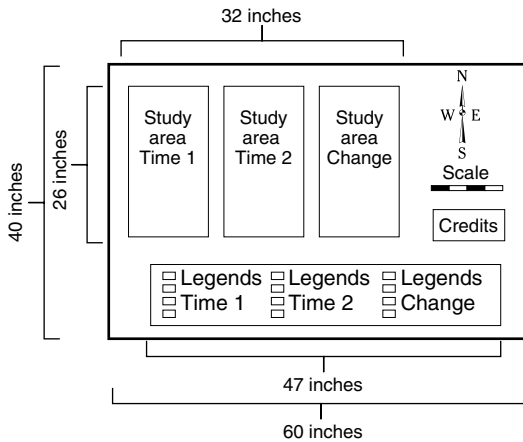 32 inches
40 inches
26 inches
Study
area
Time 1
Study
area
Time 2
Study
area
Change
N
W E
S
Scale
Credits
Legends
Time 1
Legends
Time 2
Legends
Change
47 inches
60 inches